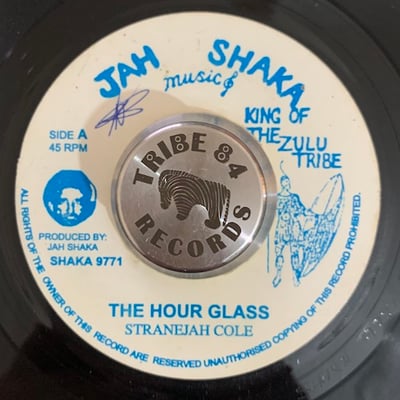 JAH SHAKA
music
KING OF
THE ZULU
TRIBE
SIDE A
45 RPM
TRIBE 84
RECORDS
PRODUCED BY:
JAH SHAKA
SHAKA 9771
THE HOUR GLASS
STRANEJAH COLE
ALL RIGHTS OF THE OWNER OF THIS RECORD ARE RESERVED UNAUTHORISED COPYING OF THIS RECORD PROHIBITED.